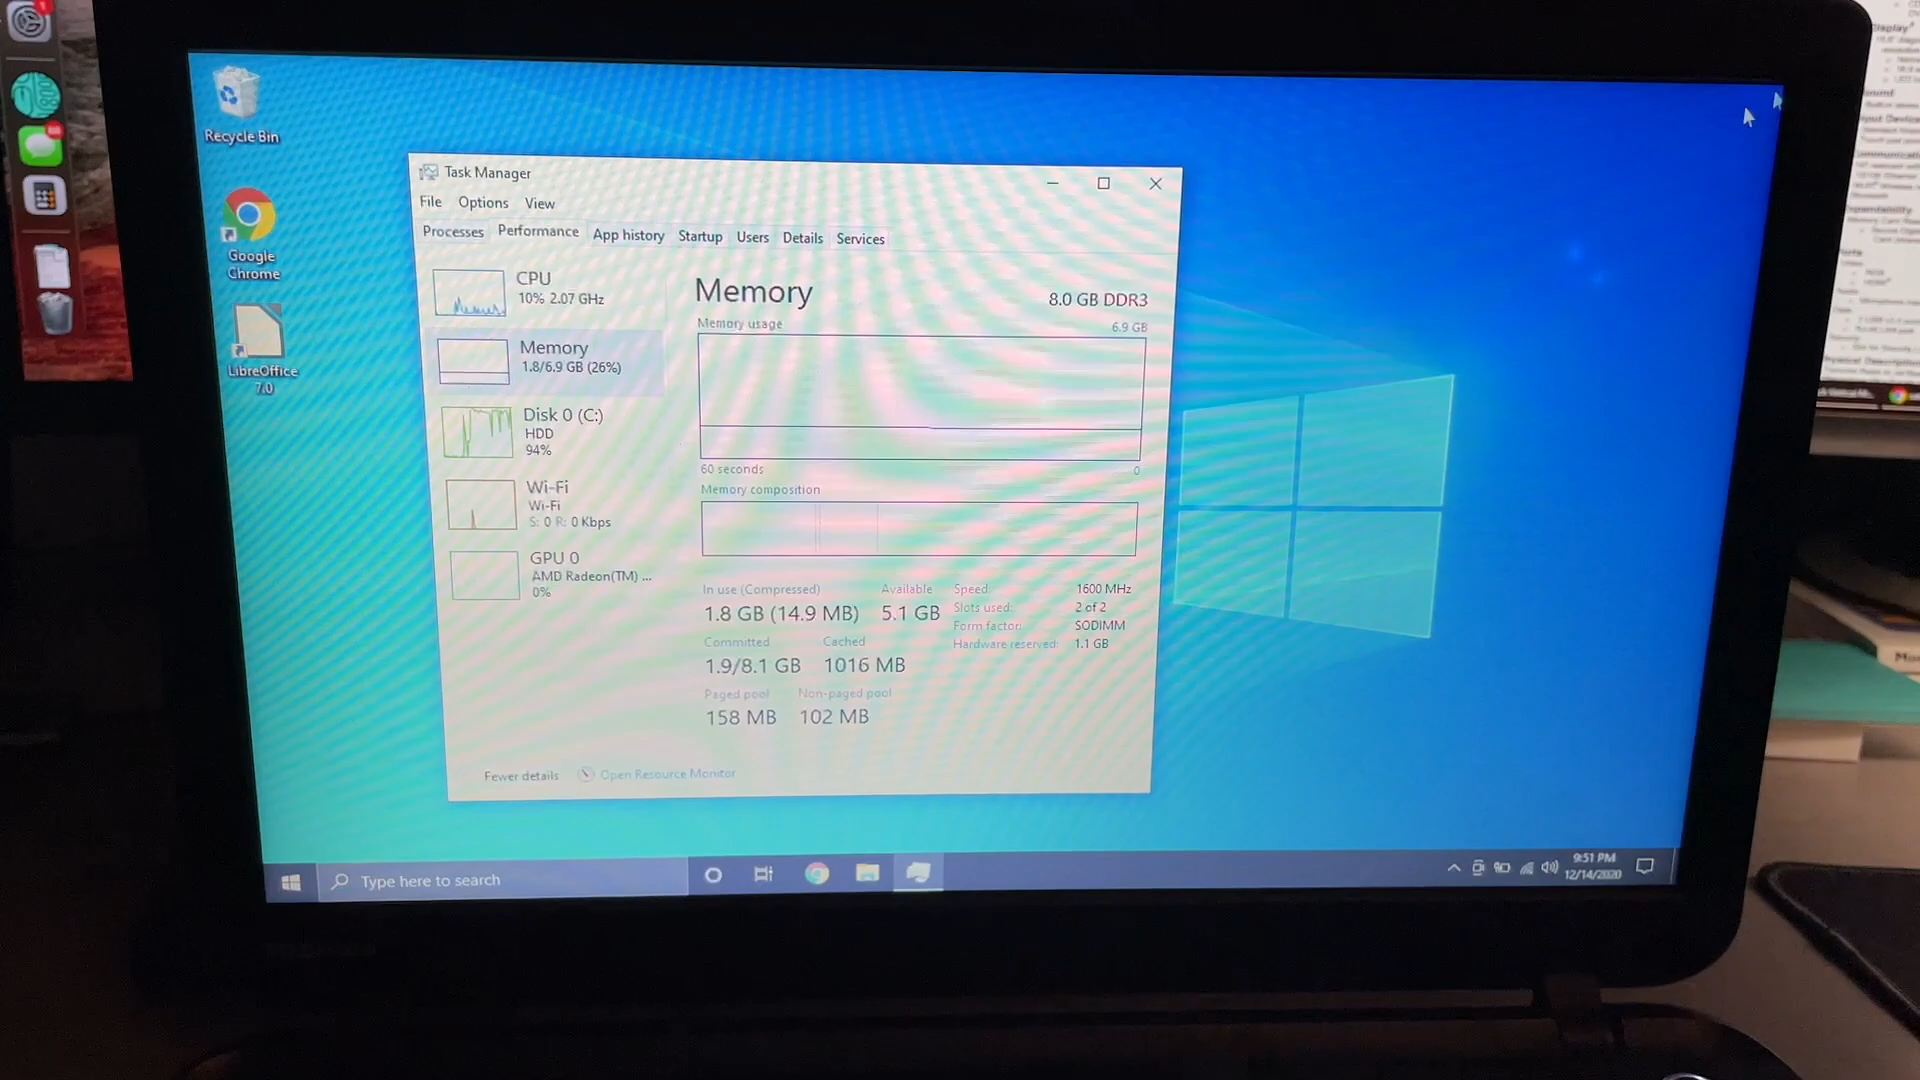 Recycle Bin
Google
Chrome
LibreOffice
7.0
Task Manager
File Options View
Processes Performance App history Startup Users Details Services
CPU
10% 2.07 GHz
Memory
1.8/6.9 GB (26%)
Disk 0 (C:)
HDD
94%
Wi-Fi
Wi-Fi
S: 0 R: 0 Kbps
GPU 0
AMD Radeon(TM) ...
0%
Memory 8.0 GB DDR3
Memory usage 6.9 GB
60 seconds 0
Memory composition
In use (Compressed) Available
1.8 GB (14.9 MB) 5.1 GB
Committed Cached
1.9/8.1 GB 1016 MB
Paged pool Non-paged pool
158 MB 102 MB
Speed: 1600 MHz
Slots used: 2 of 2
Form factor: SODIMM
Hardware reserved: 1.1 GB
Fewer details Open Resource Monitor
Type here to search
9:51 PM
12/14/2020